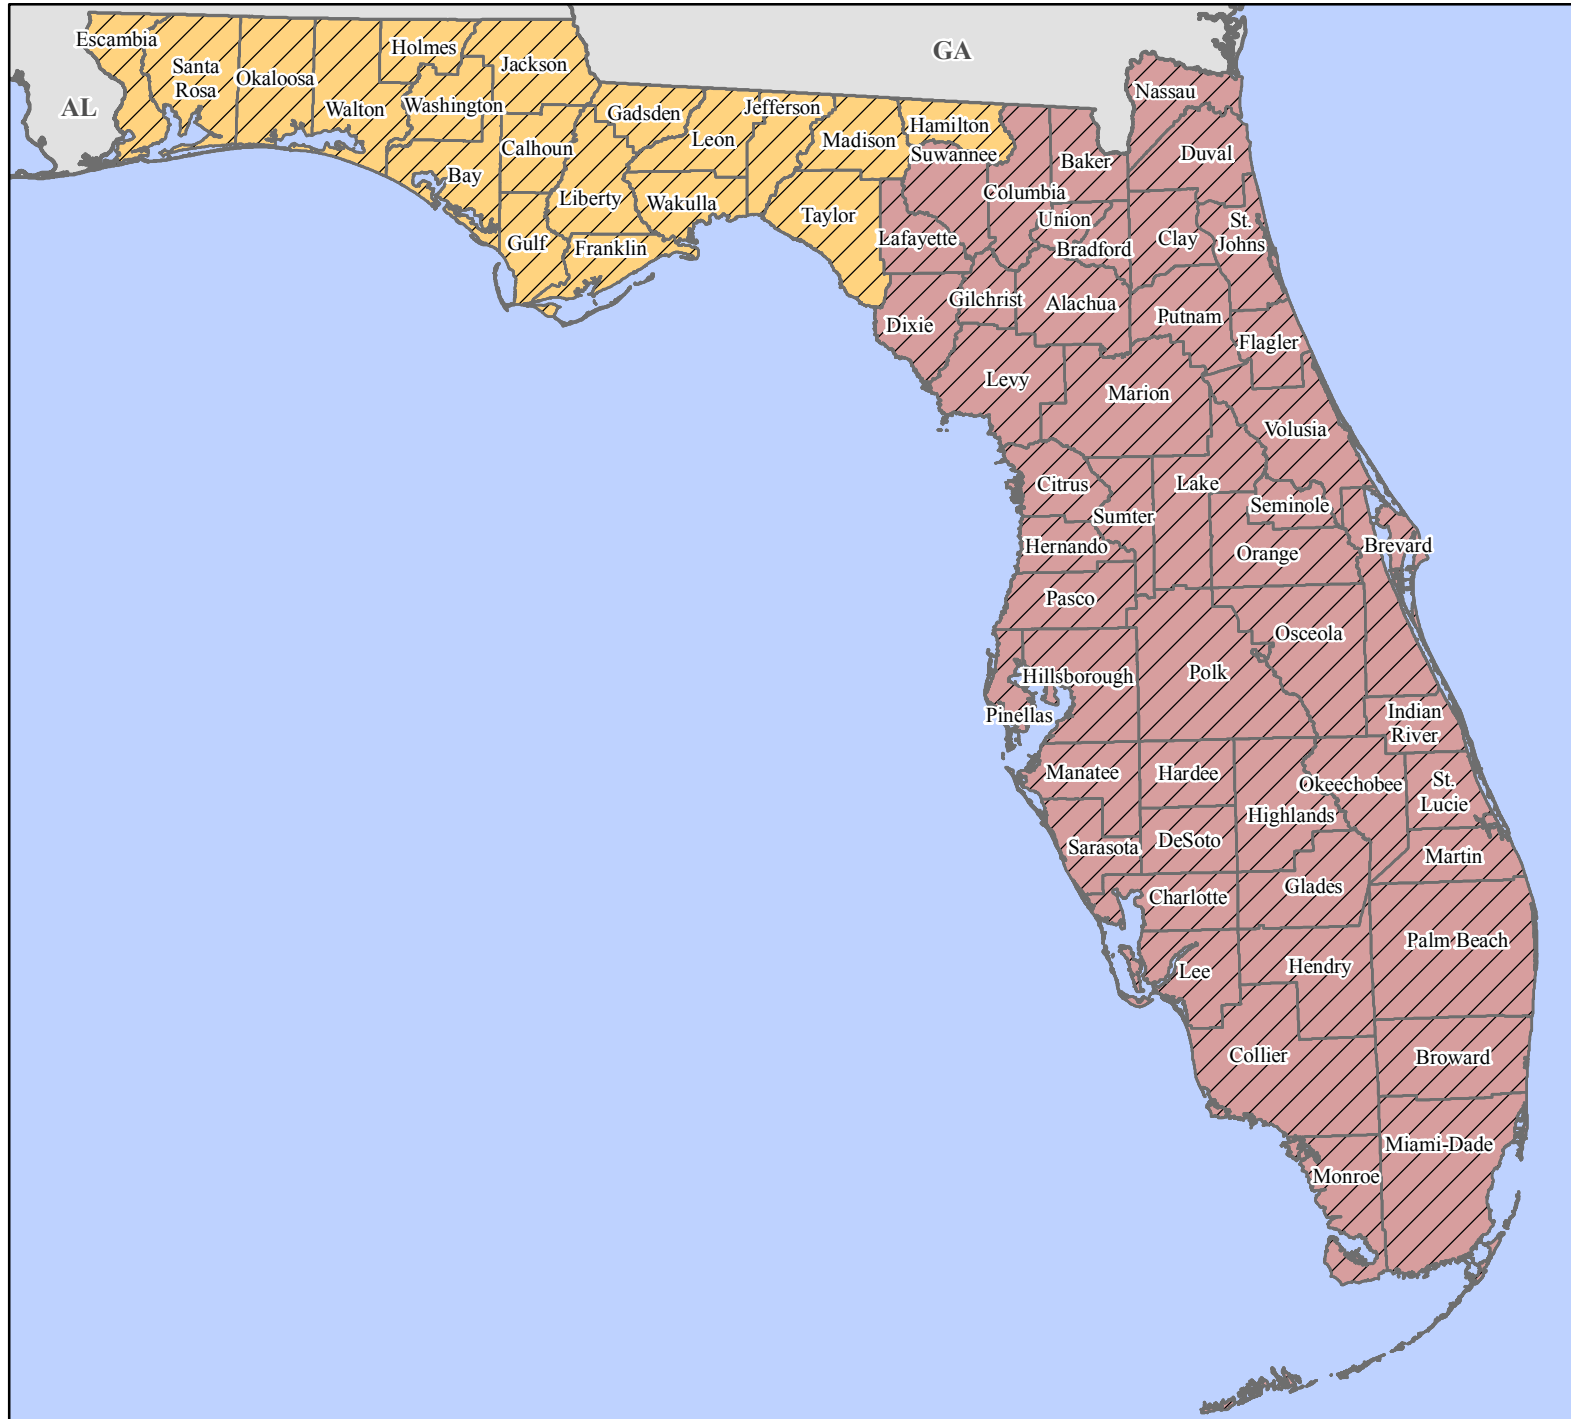 GA
AL
Escambia
Santa
Rosa
Okaloosa
Walton
Holmes
Washington
Jackson
Bay
Calhoun
Gulf
Liberty
Franklin
Gadsden
Leon
Wakulla
Jefferson
Madison
Taylor
Hamilton
Suwannee
Lafayette
Columbia
Baker
Union
Bradford
Nassau
Duval
Clay
St.
Johns
Dixie
Gilchrist
Alachua
Putnam
Flagler
Levy
Marion
Volusia
Citrus
Sumter
Lake
Seminole
Hernando
Orange
Brevard
Pasco
Osceola
Hillsborough
Polk
Pinellas
Indian
River
Manatee
Hardee
Okeechobee
St.
Lucie
Highlands
Sarasota
DeSoto
Martin
Charlotte
Glades
Palm Beach
Lee
Hendry
Collier
Broward
Miami-Dade
Monroe